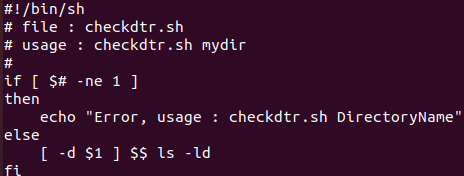 #!/bin/sh
# file : checkdtr.sh
# usage : checkdtr.sh mydir
#
if [ $# -ne 1 ]
then
    echo "Error, usage : checkdtr.sh DirectoryName"
else
    [ -d $1 ] $$ ls -ld
fi